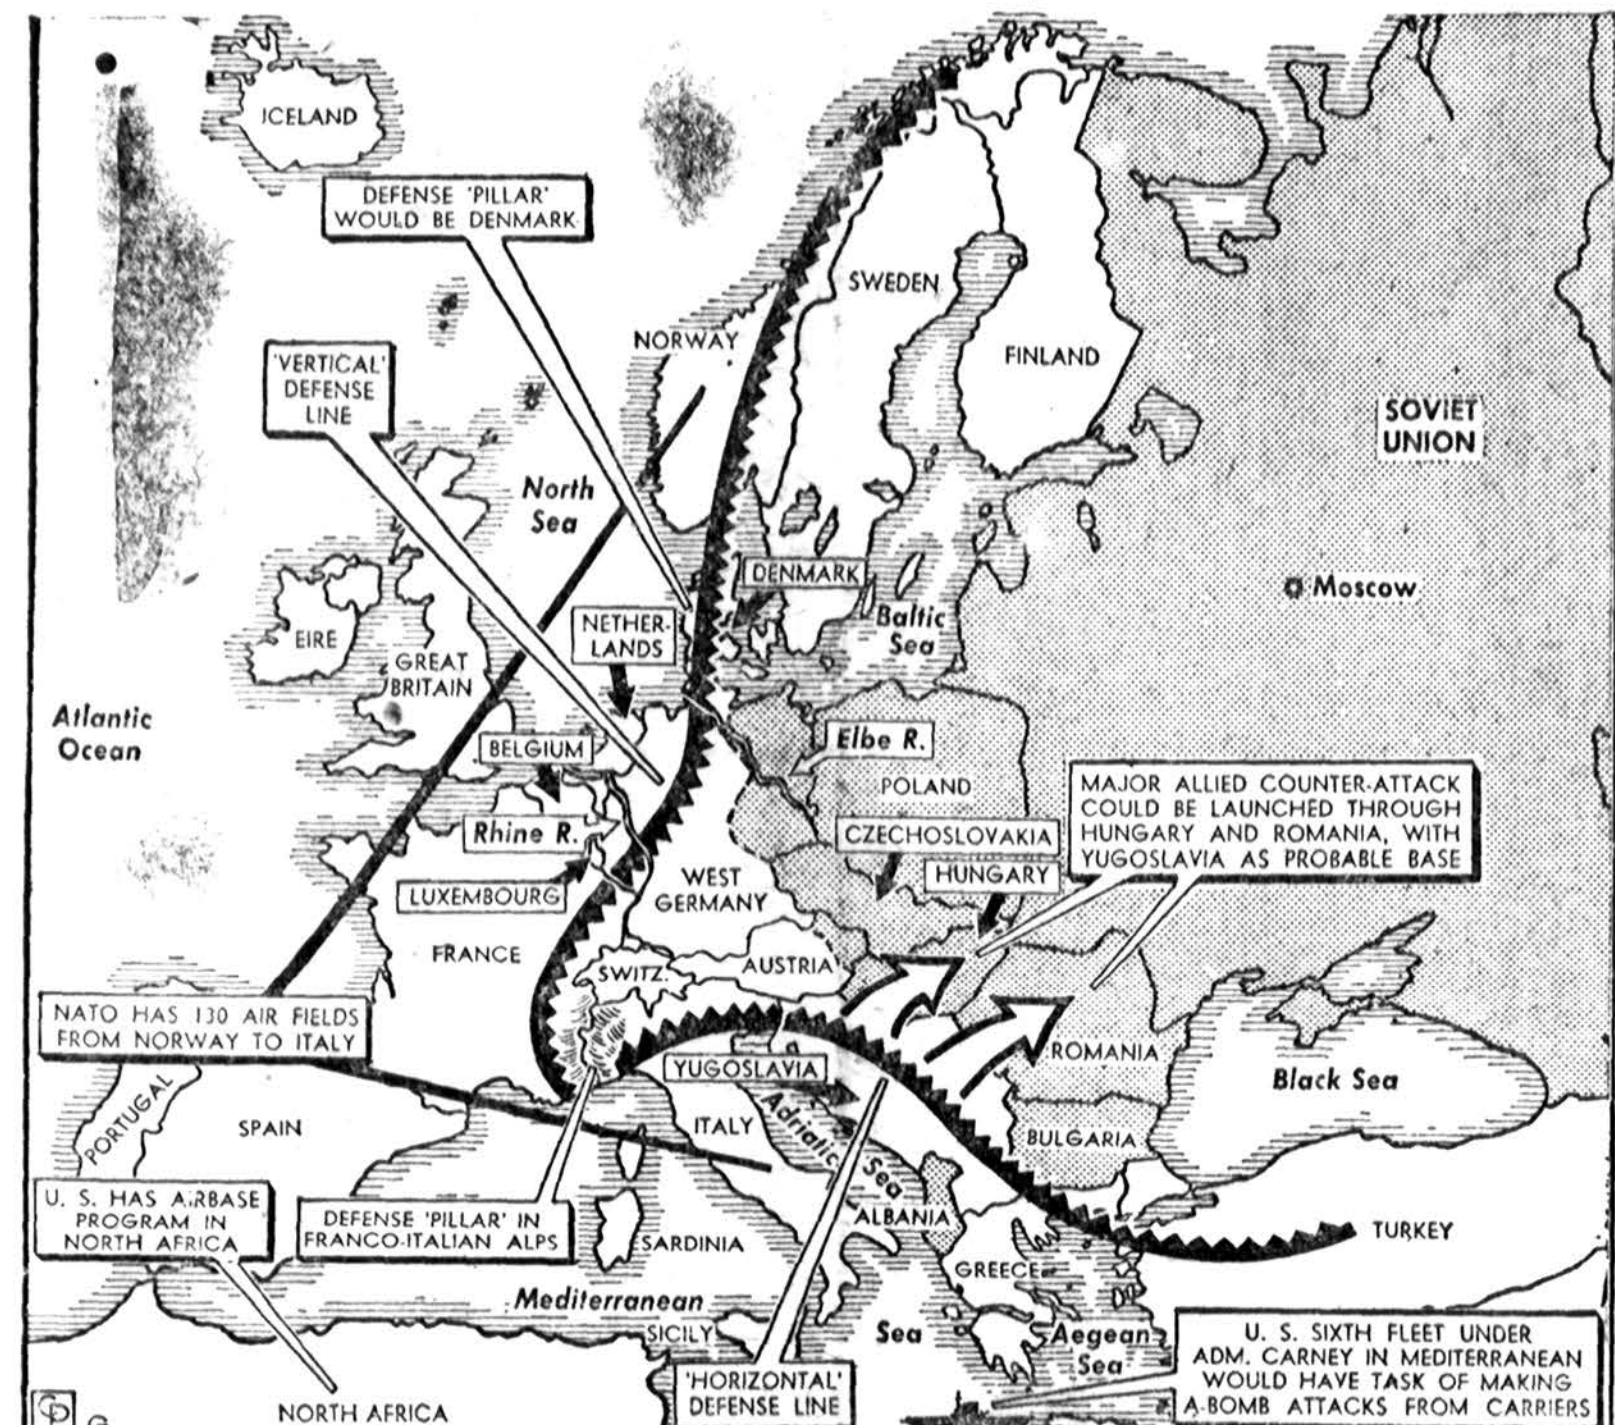 ICELAND
DEFENSE 'PILLAR'
WOULD BE DENMARK
'VERTICAL'
DEFENSE
LINE
NORWAY
SWEDEN
FINLAND
SOVIET
UNION
North
Sea
DENMARK
Moscow
NETHER-
LANDS
Baltic
Sea
EIRE
GREAT
BRITAIN
Atlantic
Ocean
BELGIUM
Elbe R.
POLAND
MAJOR ALLIED COUNTER-ATTACK
COULD BE LAUNCHED THROUGH
HUNGARY AND ROMANIA, WITH
YUGOSLAVIA AS PROBABLE BASE
Rhine R.
CZECHOSLOVAKIA
HUNGARY
LUXEMBOURG
WEST
GERMANY
FRANCE
SWITZ.
AUSTRIA
NATO HAS 130 AIR FIELDS
FROM NORWAY TO ITALY
YUGOSLAVIA
ROMANIA
Black Sea
PORTUGAL
SPAIN
ITALY
Adriatic Sea
BULGARIA
U. S. HAS AIRBASE
PROGRAM IN
NORTH AFRICA
DEFENSE 'PILLAR' IN
FRANCO-ITALIAN ALPS
SARDINIA
ALBANIA
TURKEY
GREECE
Mediterranean
SICILY
Sea
Aegean
Sea
'HORIZONTAL'
DEFENSE LINE
U. S. SIXTH FLEET UNDER
ADM. CARNEY IN MEDITERRANEAN
WOULD HAVE TASK OF MAKING
A-BOMB ATTACKS FROM CARRIERS
NORTH AFRICA
CP